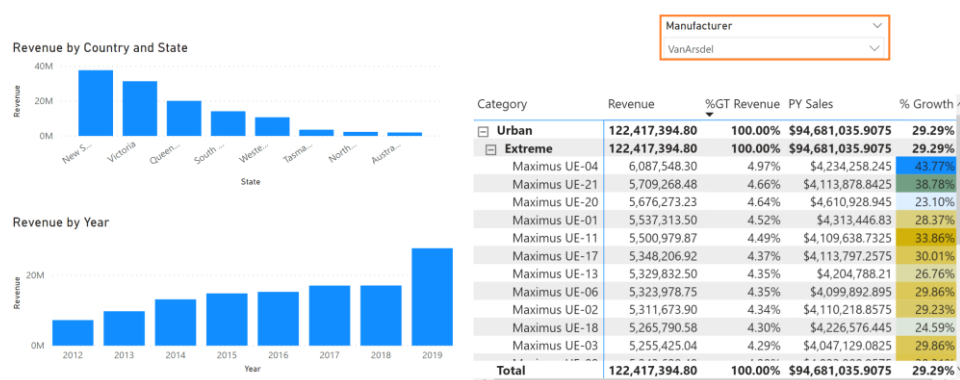 Manufacturer
VanArsdel
Revenue by Country and State
40M
20M
0M
Revenue
New S...
Victoria
Queen...
South ...
Weste...
Tasma...
North...
Austra...
State
Revenue by Year
20M
0M
Revenue
2012 2013 2014 2015 2016 2017 2018 2019
Year
Category Revenue %GT Revenue PY Sales % Growth
Urban 122,417,394.80 100.00% $94,681,035.9075 29.29%
Extreme 122,417,394.80 100.00% $94,681,035.9075 29.29%
Maximus UE-04 6,087,548.30 4.97% $4,234,258.245 43.77%
Maximus UE-21 5,709,268.48 4.66% $4,113,878.8425 38.78%
Maximus UE-20 5,676,273.23 4.64% $4,610,928.945 23.10%
Maximus UE-01 5,537,313.50 4.52% $4,313,446.83 28.37%
Maximus UE-11 5,500,979.87 4.49% $4,109,638.7325 33.86%
Maximus UE-17 5,348,206.92 4.37% $4,113,797.2575 30.01%
Maximus UE-13 5,329,832.50 4.35% $4,204,788.21 26.76%
Maximus UE-06 5,323,978.75 4.35% $4,099,892.895 29.86%
Maximus UE-02 5,311,673.90 4.34% $4,110,218.8575 29.23%
Maximus UE-18 5,265,790.58 4.30% $4,226,576.445 24.59%
Maximus UE-03 5,255,425.04 4.29% $4,047,129.0825 29.86%
Total 122,417,394.80 100.00% $94,681,035.9075 29.29%